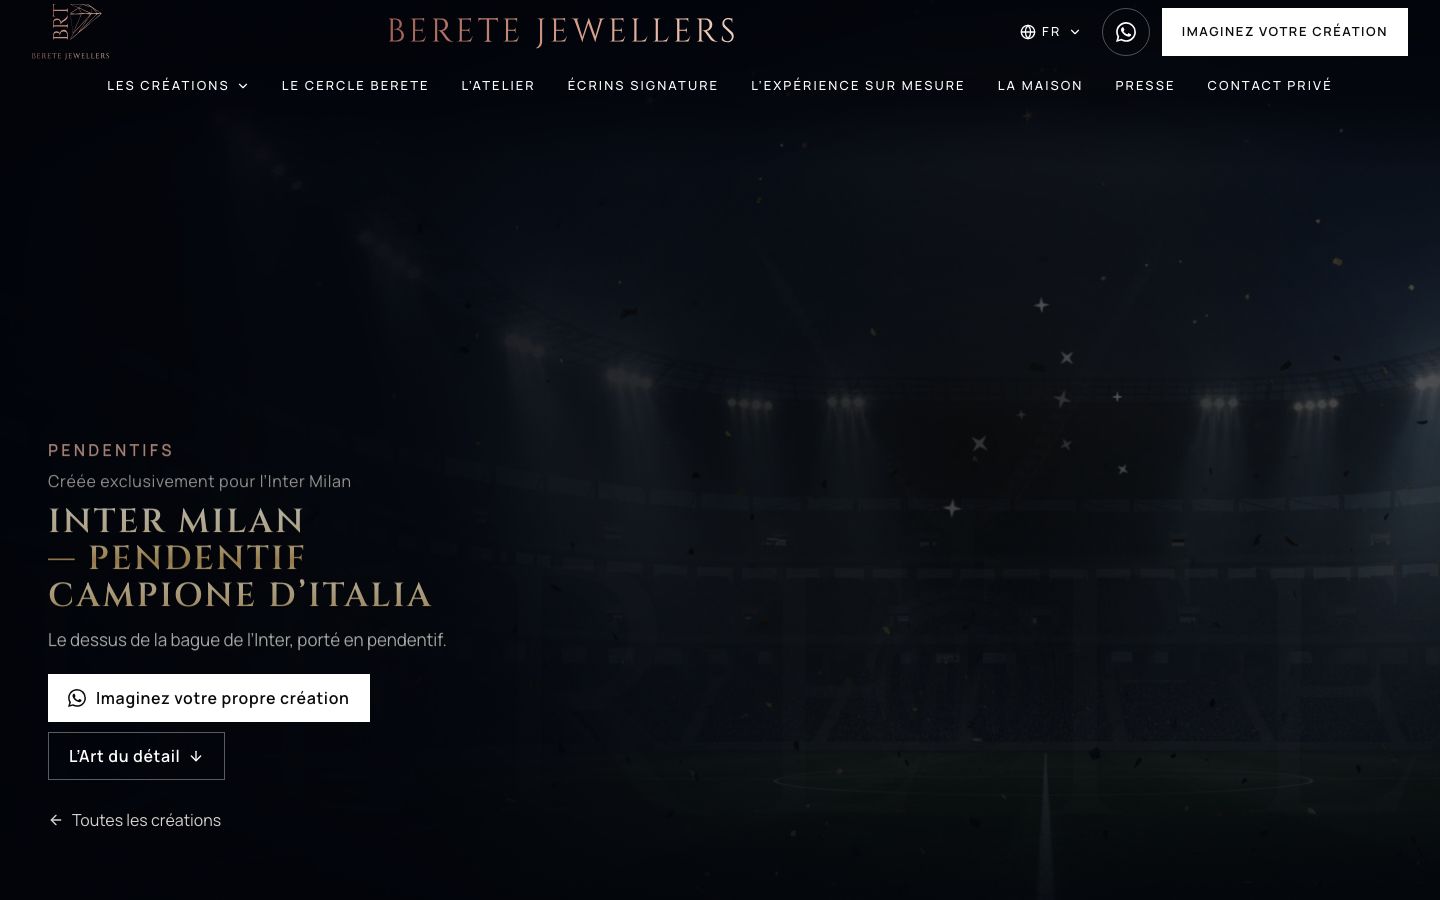 BRT
BERETE JEWELLERS
BERETE JEWELLERS
FR
IMAGINEZ VOTRE CRÉATION
LES CRÉATIONS
LE CERCLE BERETE
L'ATELIER
ÉCRINS SIGNATURE
L'EXPÉRIENCE SUR MESURE
LA MAISON
PRESSE
CONTACT PRIVÉ
PENDENTIFS
Créée exclusivement pour l'Inter Milan
INTER MILAN
— PENDENTIF
CAMPIONE D’ITALIA
Le dessus de la bague de l'Inter, porté en pendentif.
Imaginez votre propre création
L'Art du détail ↓
← Toutes les créations